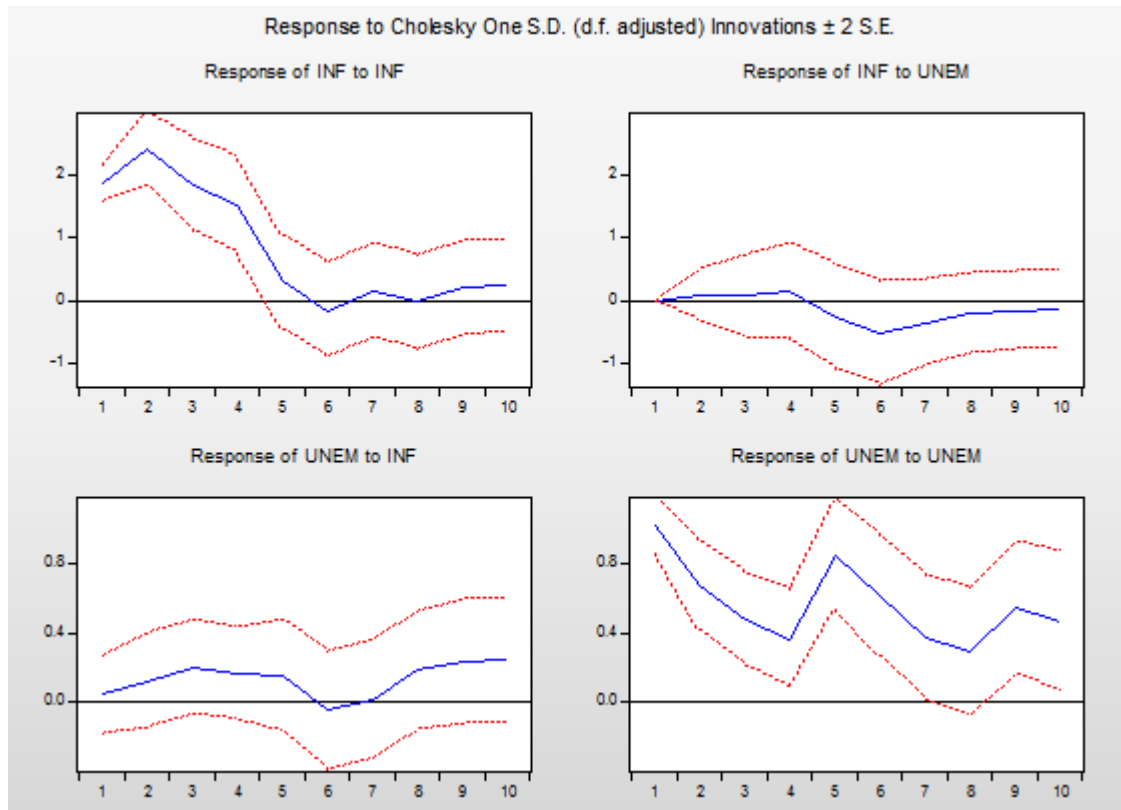 Response to Cholesky One S.D. (d.f. adjusted) Innovations ± 2 S.E.
Response of INF to INF
2
1
0
-1
1 2 3 4 5 6 7 8 9 10
Response of INF to UNEM
2
1
0
-1
1 2 3 4 5 6 7 8 9 10
Response of UNEM to INF
0.8
0.4
0.0
1 2 3 4 5 6 7 8 9 10
Response of UNEM to UNEM
0.8
0.4
0.0
1 2 3 4 5 6 7 8 9 10